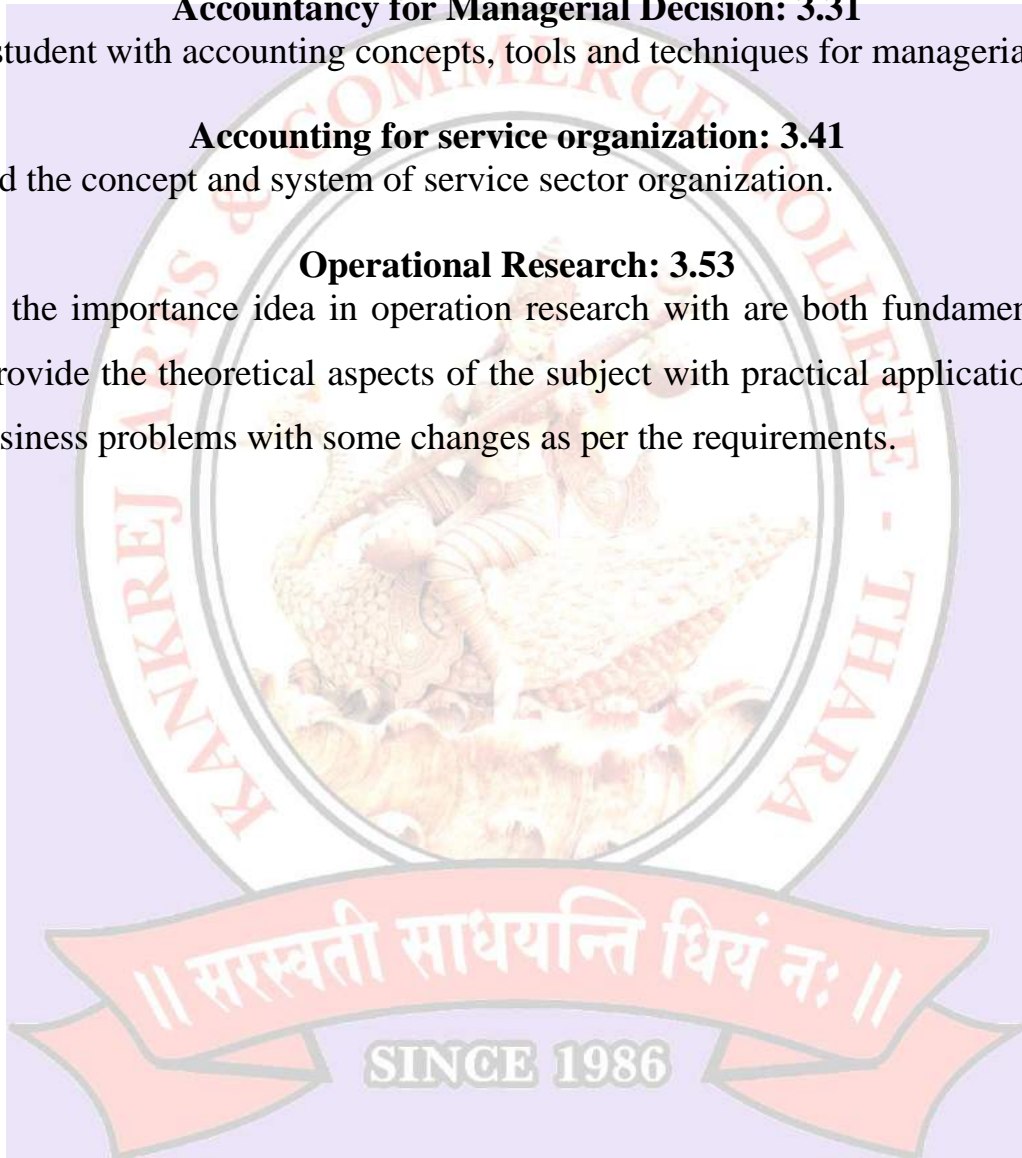 Accountancy for Managerial Decision: 3.31
student with accounting concepts, tools and techniques for manageria
Accounting for service organization: 3.41
d the concept and system of service sector organization.
Operational Research: 3.53
the importance idea in operation research with are both fundamen
rovide the theoretical aspects of the subject with practical applicatio
siness problems with some changes as per the requirements.
KANKREJ ARTS & COMMERCE COLLEGE - THARA
॥ सरस्वती साधयन्ति धियं नः ॥
SINCE 1986